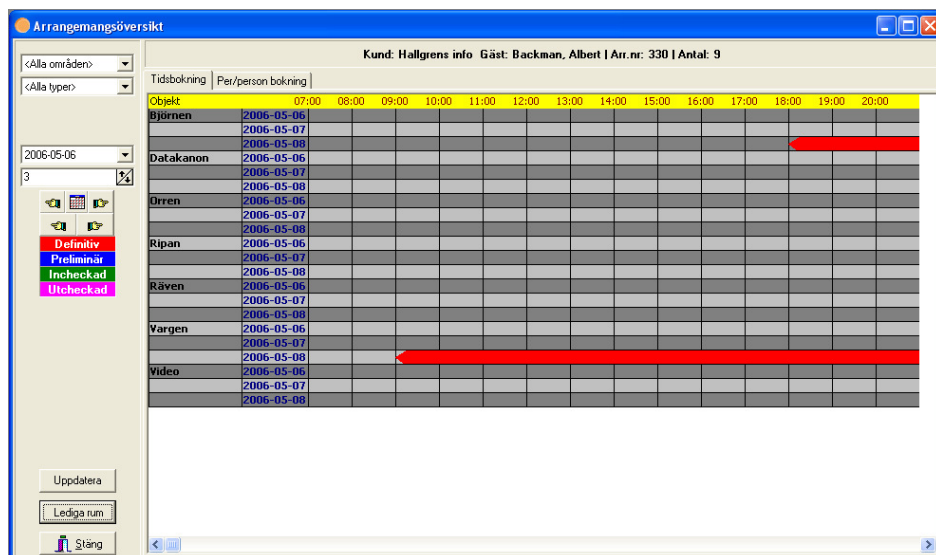 Arrangemangsöversikt
<Alla områden>
<Alla typer>
2006-05-06
3
Definitiv
Preliminär
Incheckad
Utcheckad
Uppdatera
Lediga rum
Stäng
Kund: Hallgrens info Gäst: Backman, Albert | Arr.nr: 330 | Antal: 9
Tidsbokning Per/person bokning
Objekt 07:00 08:00 09:00 10:00 11:00 12:00 13:00 14:00 15:00 16:00 17:00 18:00 19:00 20:00
Björnen 2006-05-06
2006-05-07
2006-05-08
Datakanon 2006-05-06
2006-05-07
2006-05-08
Orren 2006-05-06
2006-05-07
2006-05-08
Ripan 2006-05-06
2006-05-07
2006-05-08
Räven 2006-05-06
2006-05-07
2006-05-08
Vargen 2006-05-06
2006-05-07
2006-05-08
Video 2006-05-06
2006-05-07
2006-05-08